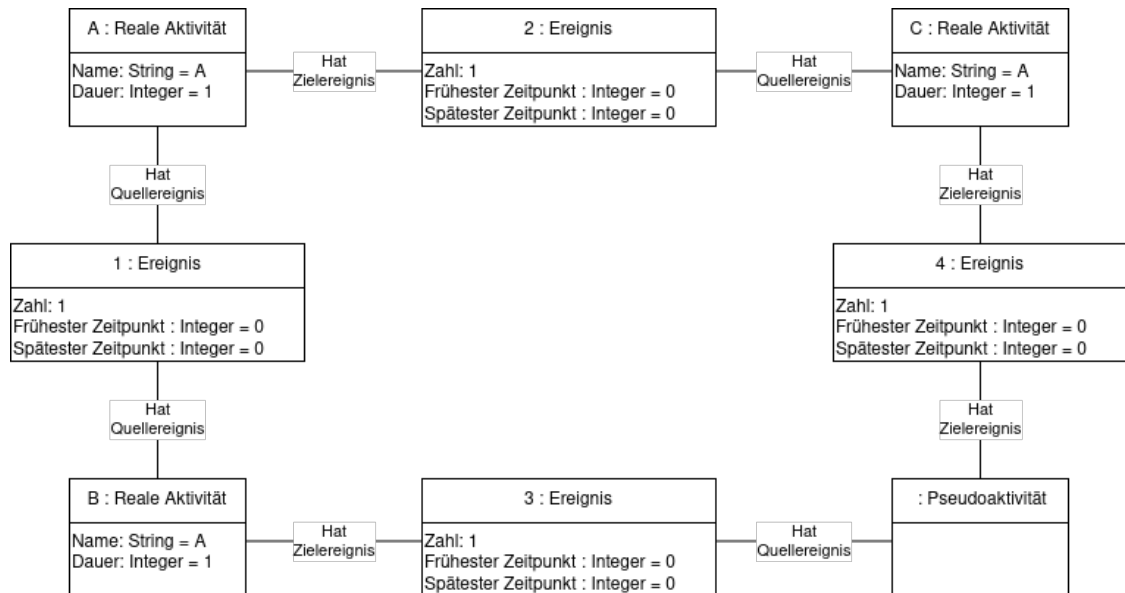 A : Reale Aktivität
Name: String = A
Dauer: Integer = 1
Hat
Zielereignis
2 : Ereignis
Zahl: 1
Frühester Zeitpunkt : Integer = 0
Spätester Zeitpunkt : Integer = 0
Hat
Quellereignis
C : Reale Aktivität
Name: String = A
Dauer: Integer = 1
Hat
Quellereignis
Hat
Zielereignis
1 : Ereignis
Zahl: 1
Frühester Zeitpunkt : Integer = 0
Spätester Zeitpunkt : Integer = 0
4 : Ereignis
Zahl: 1
Frühester Zeitpunkt : Integer = 0
Spätester Zeitpunkt : Integer = 0
Hat
Quellereignis
Hat
Zielereignis
B : Reale Aktivität
Name: String = A
Dauer: Integer = 1
Hat
Zielereignis
3 : Ereignis
Zahl: 1
Frühester Zeitpunkt : Integer = 0
Spätester Zeitpunkt : Integer = 0
Hat
Quellereignis
: Pseudoaktivität